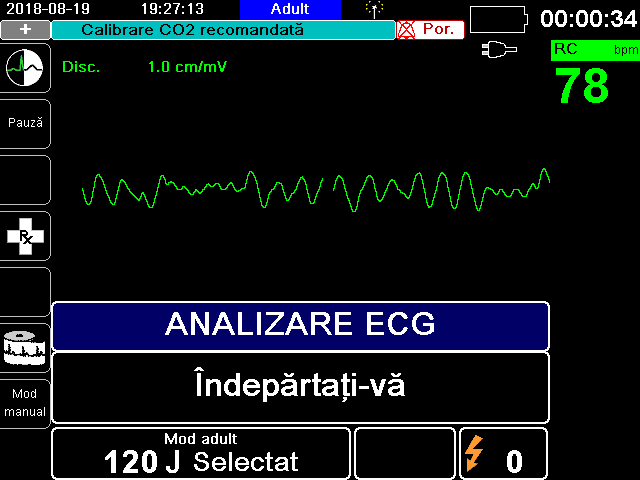 2018-08-19 19:27:13 Adult 00:00:34
+ Calibrare CO2 recomandată Por.
Disc. 1.0 cm/mV RC bpm
78
Pauză
Rx
ANALIZARE ECG
Îndepărtați-vă
Mod manual
Mod adult
120 J Selectat 0